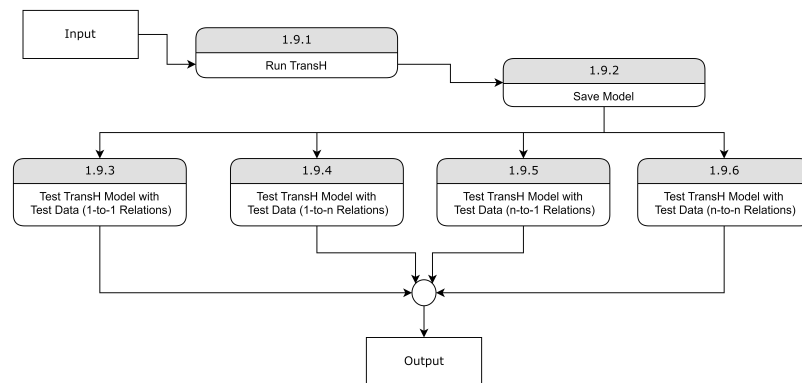 Input
1.9.1
Run TransH
1.9.2
Save Model
1.9.3
Test TransH Model with
Test Data (1-to-1 Relations)
1.9.4
Test TransH Model with
Test Data (1-to-n Relations)
1.9.5
Test TransH Model with
Test Data (n-to-1 Relations)
1.9.6
Test TransH Model with
Test Data (n-to-n Relations)
Output